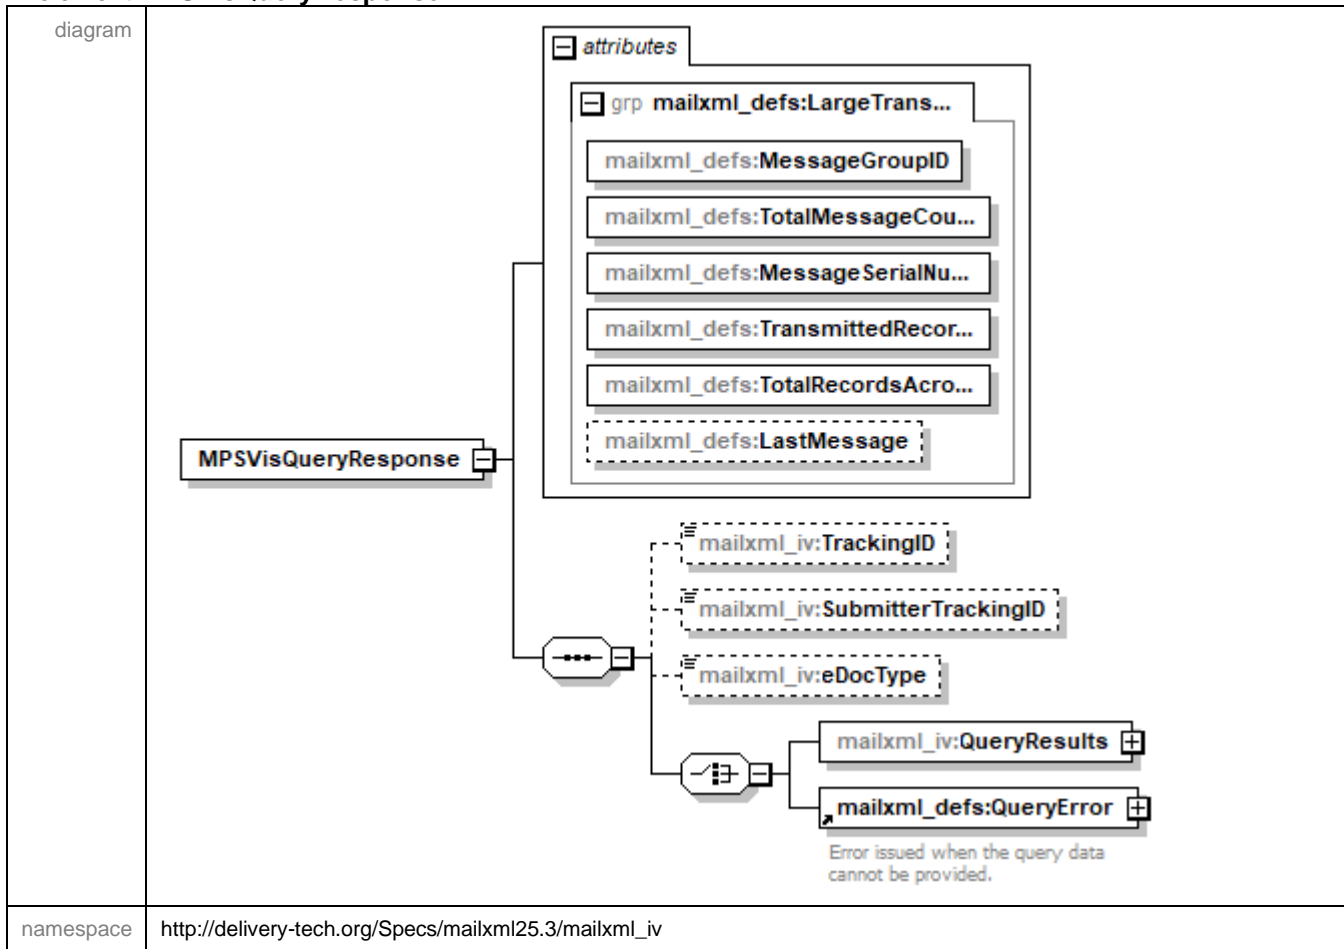 diagram
attributes
grp mailxml_defs:LargeTrans...
mailxml_defs:MessageGroupID
mailxml_defs:TotalMessageCou...
mailxml_defs:MessageSerialNu...
mailxml_defs:TransmittedRecor...
mailxml_defs:TotalRecordsAcro...
mailxml_defs:LastMessage
MPSVisQueryResponse
mailxml_iv:TrackingID
mailxml_iv:SubmitterTrackingID
mailxml_iv:eDocType
mailxml_iv:QueryResults
mailxml_defs:QueryError
Error issued when the query data
cannot be provided.
namespace
http://delivery-tech.org/Specs/mailxml25.3/mailxml_iv